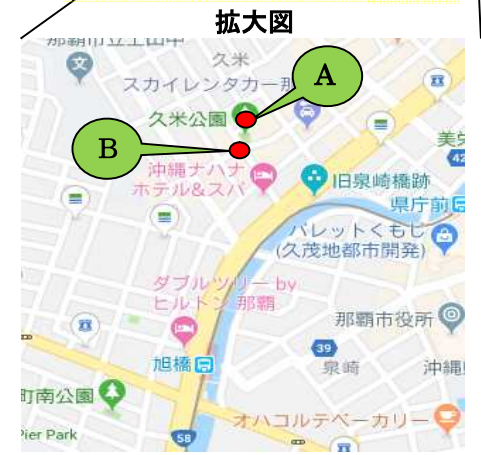 拡大図
那覇市立上山中
久米
スカイレンタカー那
A
久米公園
B
美栄
42
沖縄ナハナ
ホテル&スパ
旧泉崎橋跡
県庁前
パレットくもじ
(久茂地都市開発)
ダブルツリー by
ヒルトン 那覇
那覇市役所
旭橋
39
泉崎
沖縄
町南公園
オハコルテベーカリー
Pier Park
58